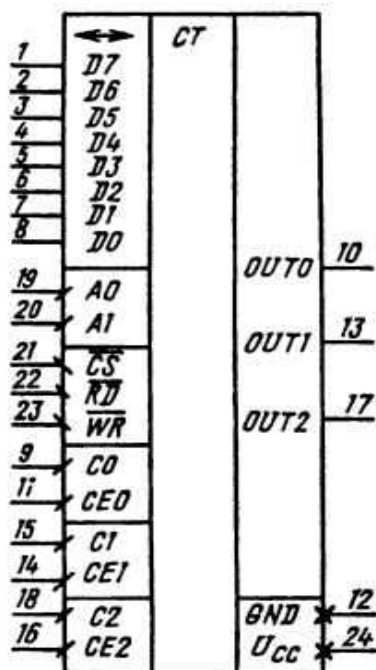 CT
1 D7
2 D6
3 D5
4 D4
5 D3
6 D2
7 D1
8 D0
19 A0
20 A1
21 CS
22 RD
23 WR
9 C0
11 CE0
15 C1
14 CE1
18 C2
16 CE2
OUT0 10
OUT1 13
OUT2 17
GND 12
UCC 24